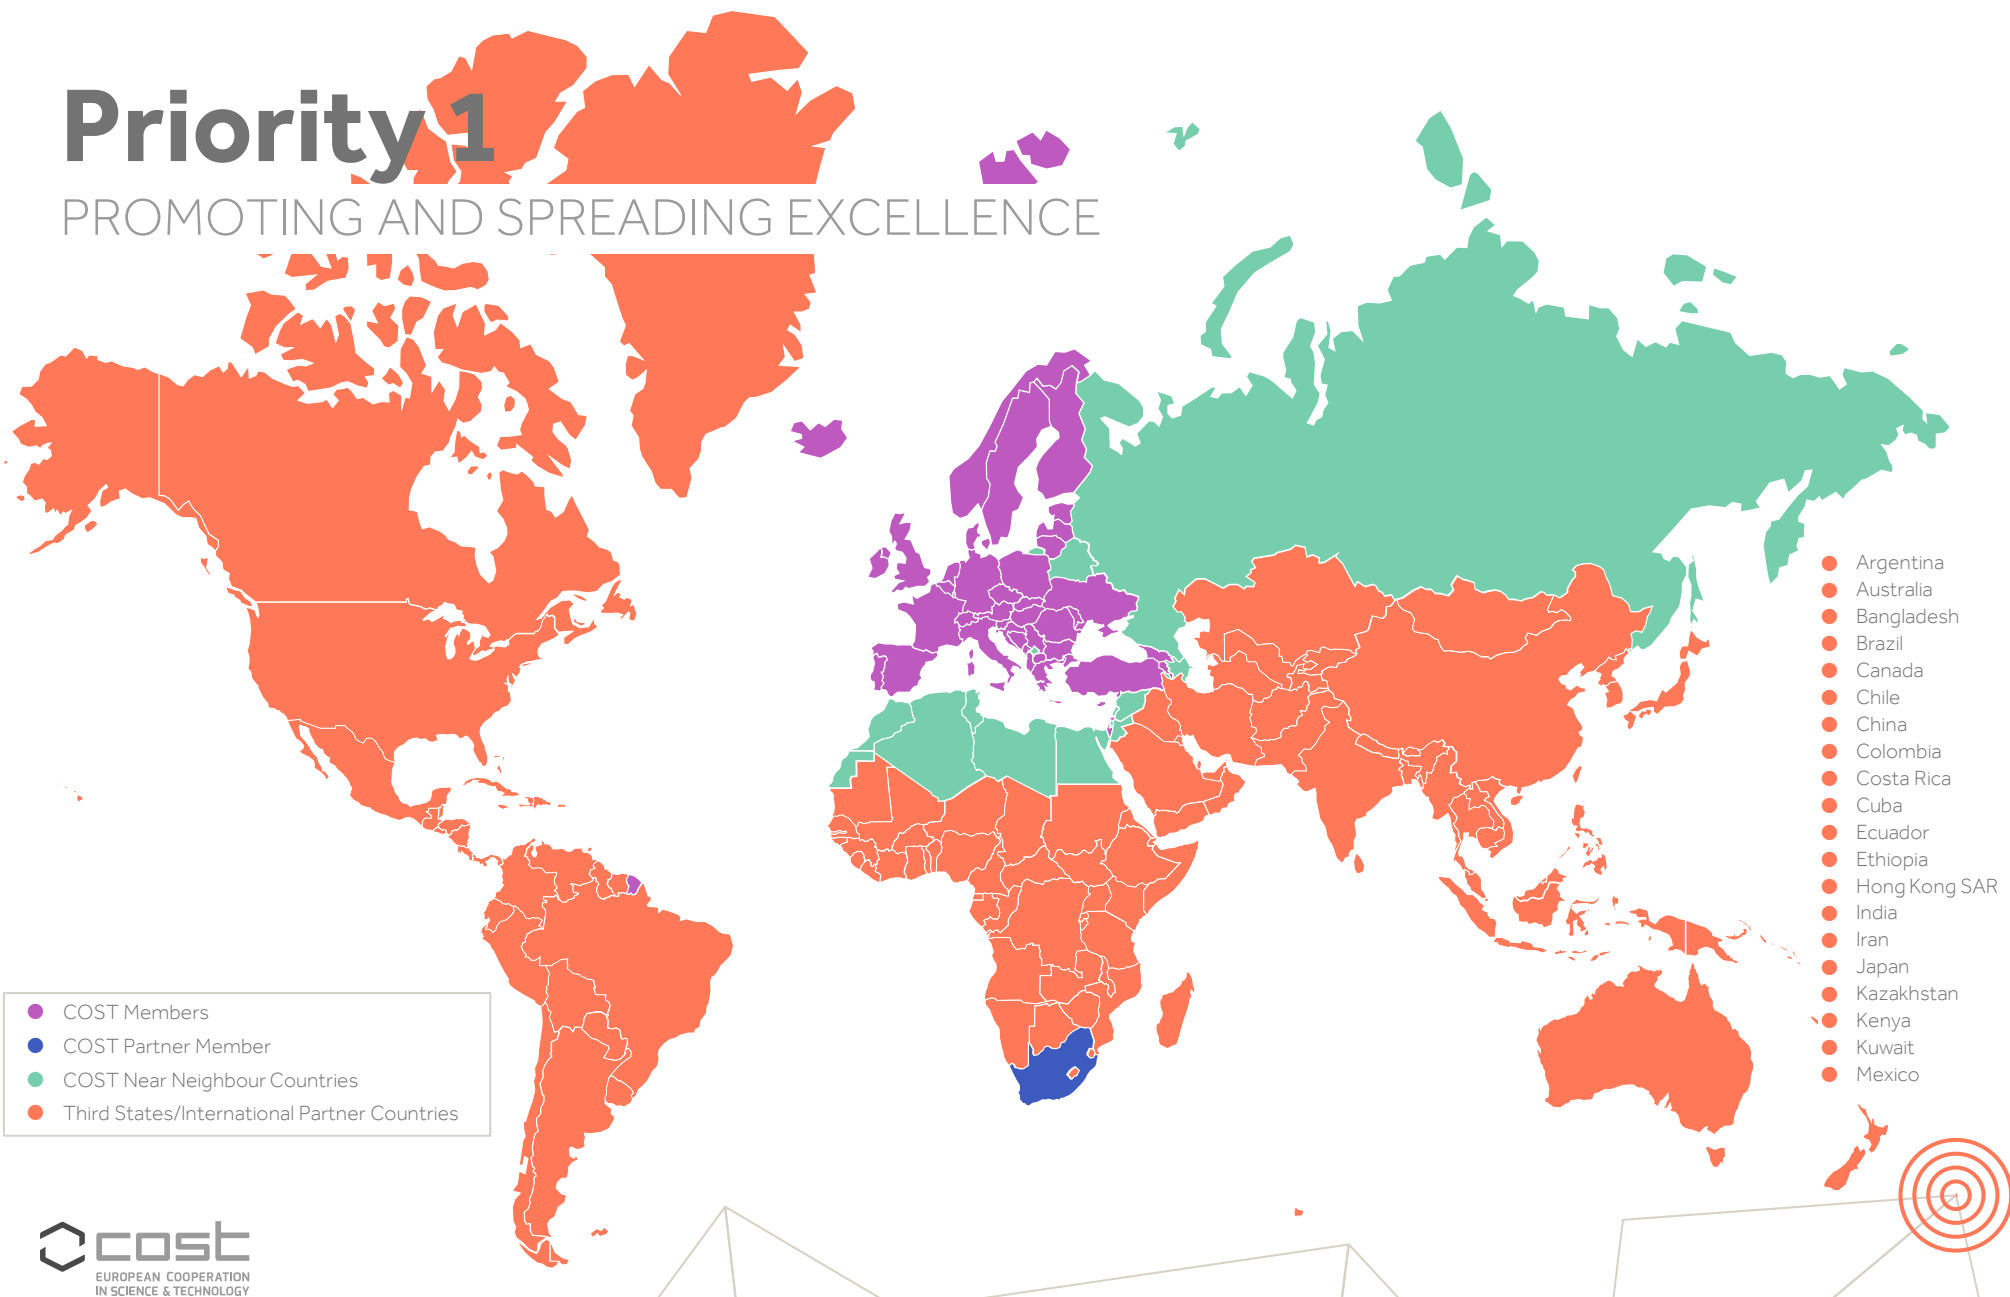 Priority 1
PROMOTING AND SPREADING EXCELLENCE
Argentina
Australia
Bangladesh
Brazil
Canada
Chile
China
Colombia
Costa Rica
Cuba
Ecuador
Ethiopia
Hong Kong SAR
India
Iran
Japan
Kazakhstan
Kenya
Kuwait
Mexico
COST Members
COST Partner Member
COST Near Neighbour Countries
Third States/International Partner Countries
cost
EUROPEAN COOPERATION
IN SCIENCE & TECHNOLOGY